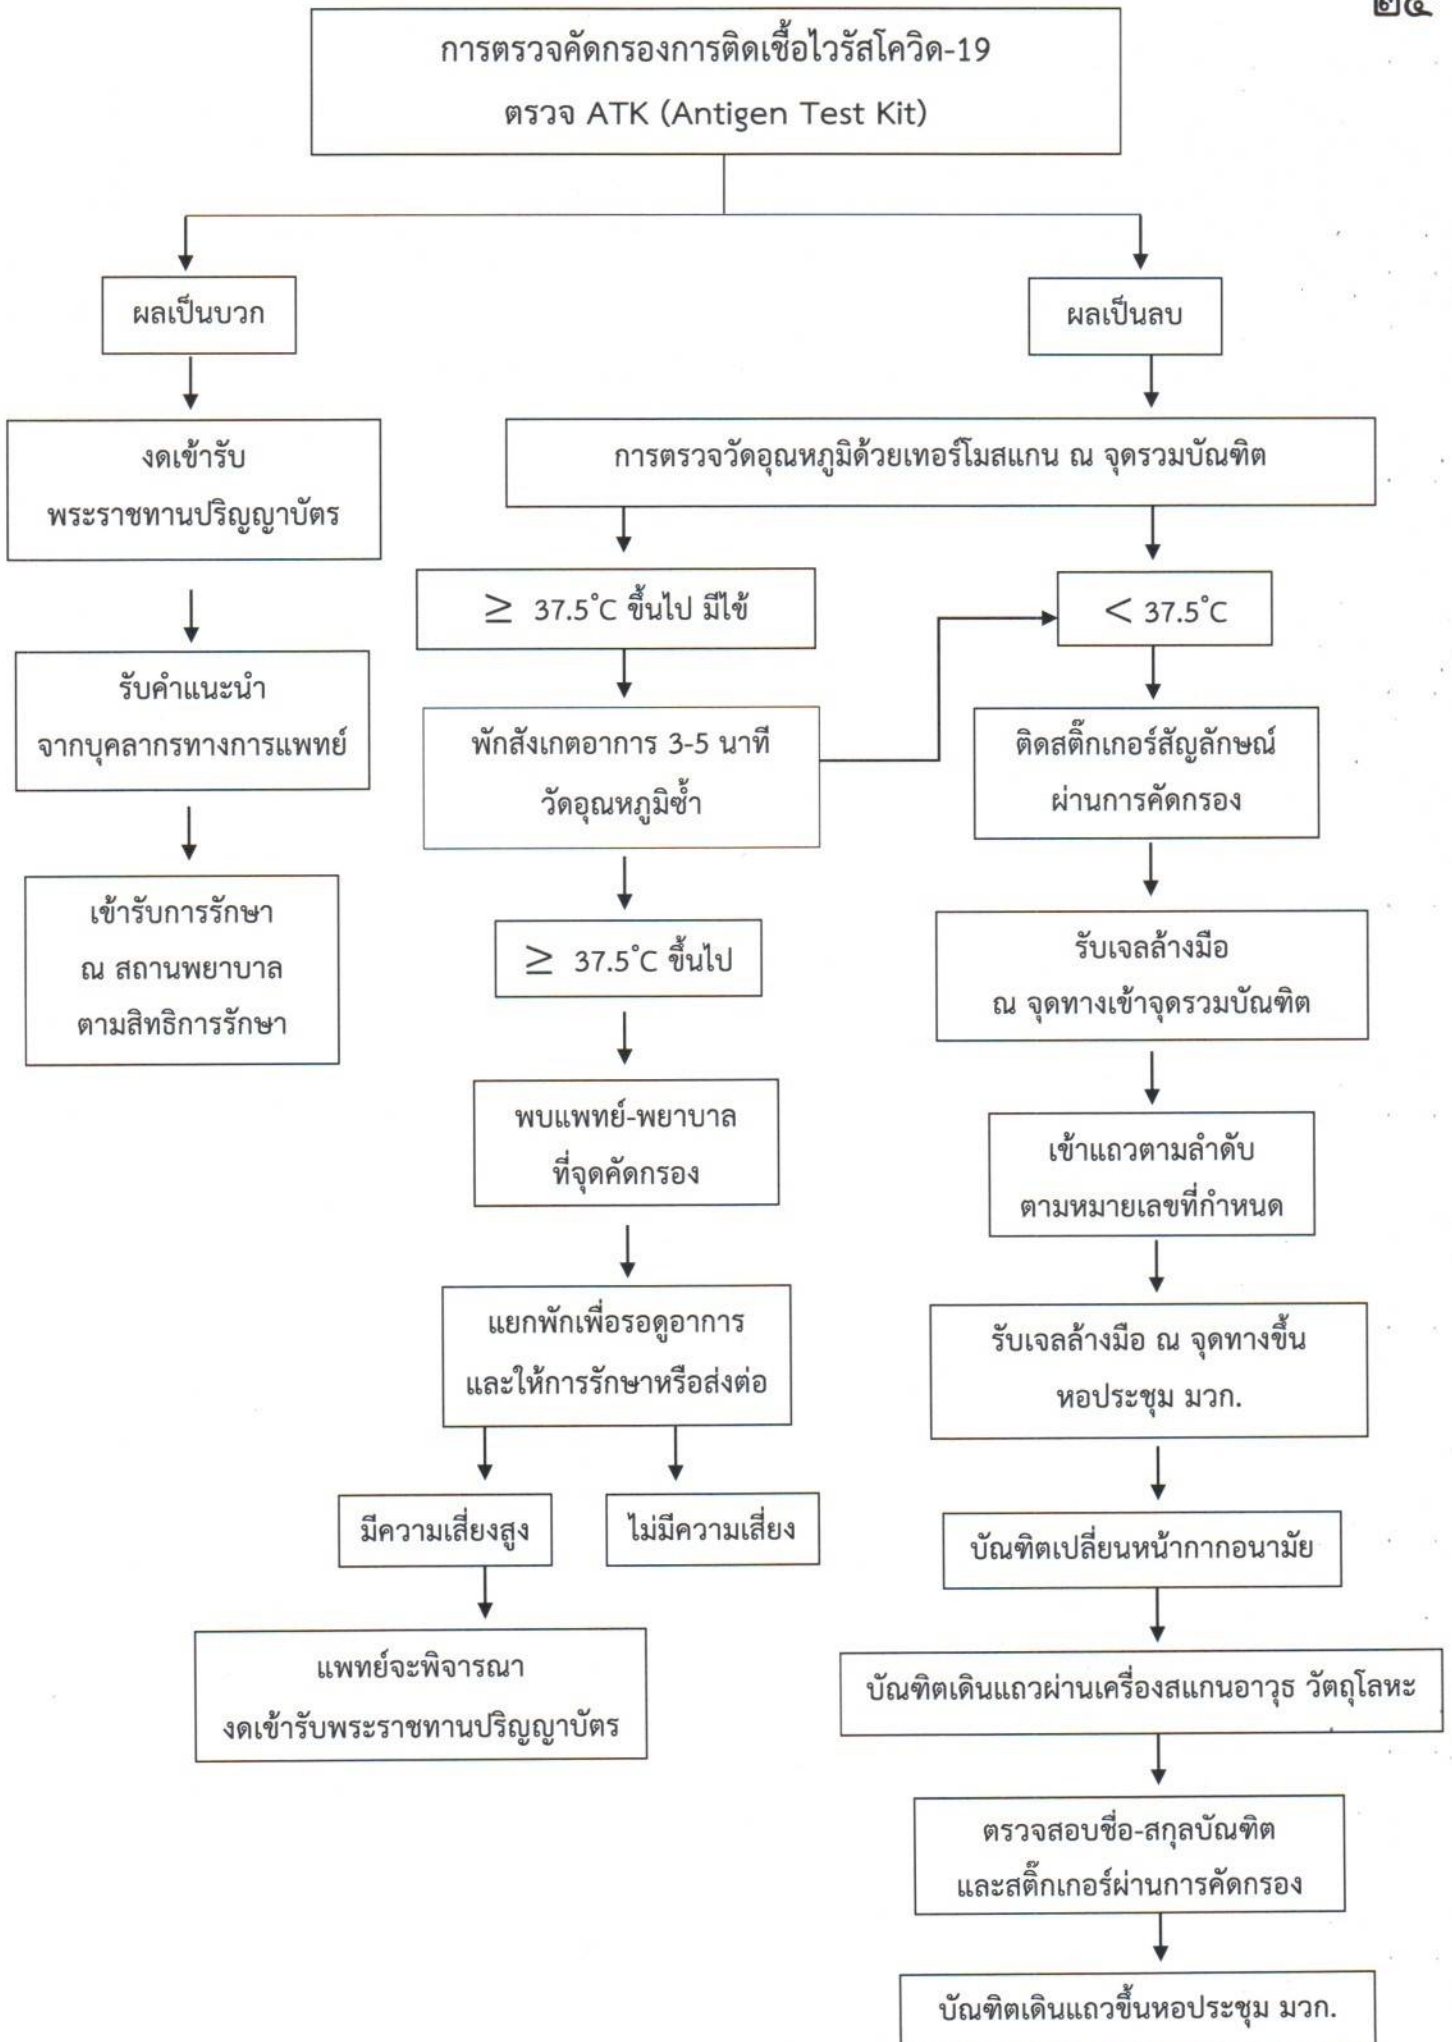 ๒๕
การตรวจคัดกรองการติดเชื้อไวรัสโควิด-19
ตรวจ ATK (Antigen Test Kit)
ผลเป็นบวก
ผลเป็นลบ
งดเข้ารับ
พระราชทานปริญญาบัตร
การตรวจวัดอุณหภูมิด้วยเทอร์โมสแกน ณ จุดรวมบัณฑิต
≥ 37.5°C ขึ้นไป มีไข้
< 37.5°C
รับคำแนะนำ
จากบุคลากรทางการแพทย์
พักสังเกตอาการ 3-5 นาที
วัดอุณหภูมิซ้ำ
ติดสติ๊กเกอร์สัญลักษณ์
ผ่านการคัดกรอง
เข้ารับการรักษา
ณ สถานพยาบาล
ตามสิทธิการรักษา
≥ 37.5°C ขึ้นไป
รับเจลล้างมือ
ณ จุดทางเข้าจุดรวมบัณฑิต
พบแพทย์-พยาบาล
ที่จุดคัดกรอง
เข้าแถวตามลำดับ
ตามหมายเลขที่กำหนด
แยกพักเพื่อรอดูอาการ
และให้การรักษาหรือส่งต่อ
รับเจลล้างมือ ณ จุดทางขึ้น
หอประชุม มวก.
มีความเสี่ยงสูง
ไม่มีความเสี่ยง
บัณฑิตเปลี่ยนหน้ากากอนามัย
แพทย์จะพิจารณา
งดเข้ารับพระราชทานปริญญาบัตร
บัณฑิตเดินแถวผ่านเครื่องสแกนอาวุธ วัตถุโลหะ
ตรวจสอบชื่อ-สกุลบัณฑิต
และสติ๊กเกอร์ผ่านการคัดกรอง
บัณฑิตเดินแถวขึ้นหอประชุม มวก.